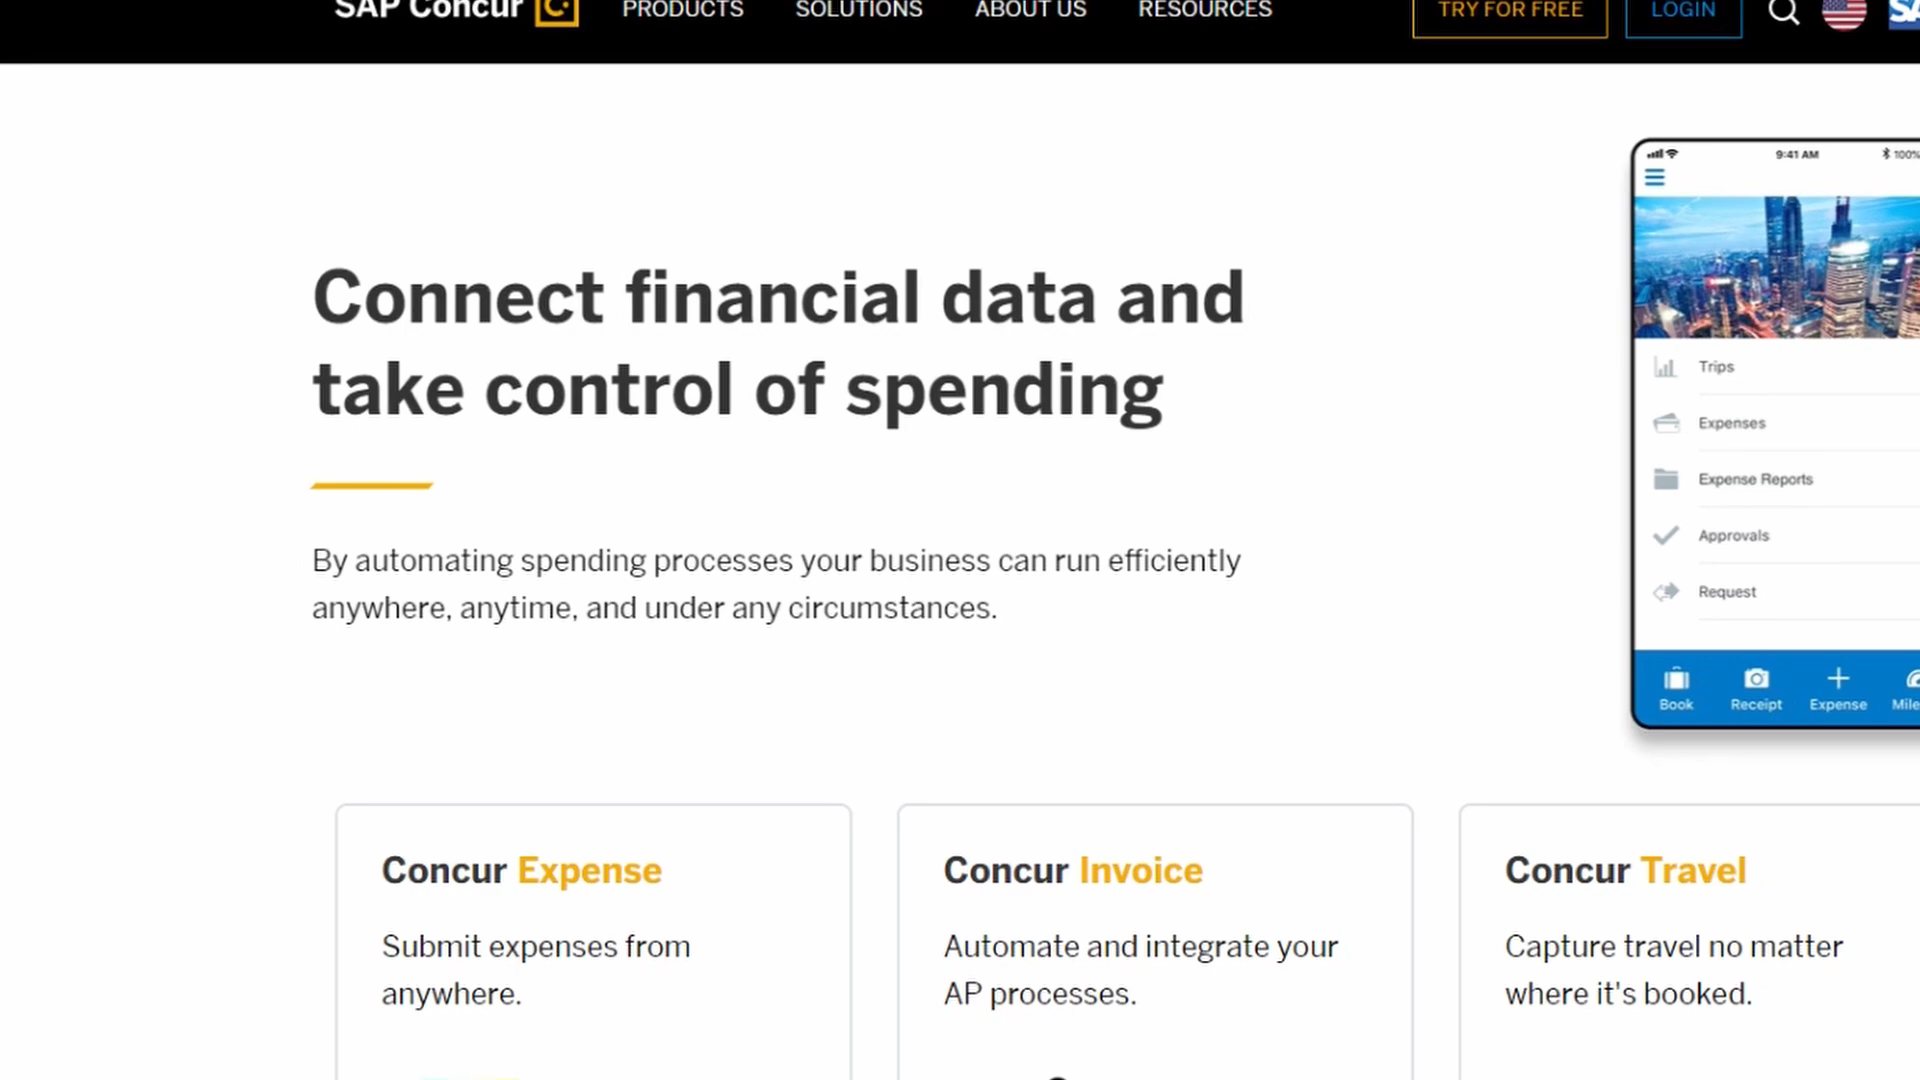 SAP Concur
PRODUCTS
SOLUTIONS
ABOUT US
RESOURCES
TRY FOR FREE
LOGIN
9:41 AM
100%
Connect financial data and
take control of spending
By automating spending processes your business can run efficiently
anywhere, anytime, and under any circumstances.
Trips
Expenses
Expense Reports
Approvals
Request
Book
Receipt
Expense
Concur Expense
Submit expenses from
anywhere.
Concur Invoice
Automate and integrate your
AP processes.
Concur Travel
Capture travel no matter
where it's booked.